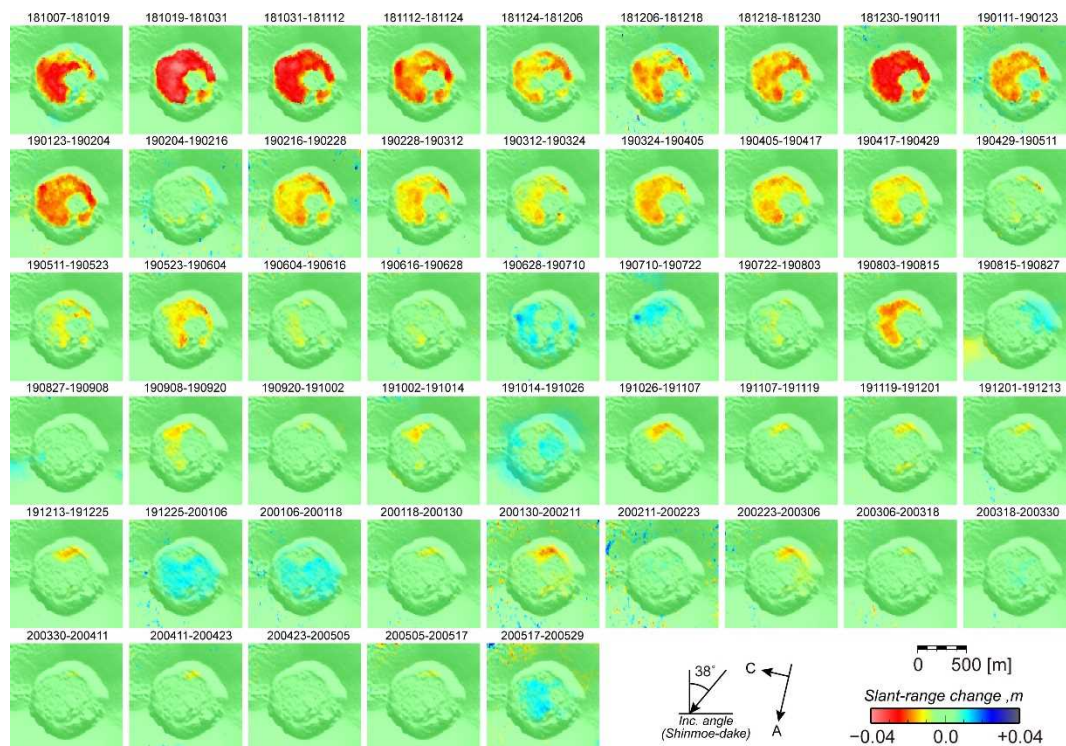 181007-181019 181019-181031 181031-181112 181112-181124 181124-181206 181206-181218 181218-181230 181230-190111 190111-190123
190123-190204 190204-190216 190216-190228 190228-190312 190312-190324 190324-190405 190405-190417 190417-190429 190429-190511
190511-190523 190523-190604 190604-190616 190616-190628 190628-190710 190710-190722 190722-190803 190803-190815 190815-190827
190827-190908 190908-190920 190920-191002 191002-191014 191014-191026 191026-191107 191107-191119 191119-191201 191201-191213
191213-191225 191225-200106 200106-200118 200118-200130 200130-200211 200211-200223 200223-200306 200306-200318 200318-200330
200330-200411 200411-200423 200423-200505 200505-200517 200517-200529
38°
C
A
Inc. angle
(Shinmoe-dake)
0 500 [m]
Slant-range change ,m
−0.04 0.0 +0.04